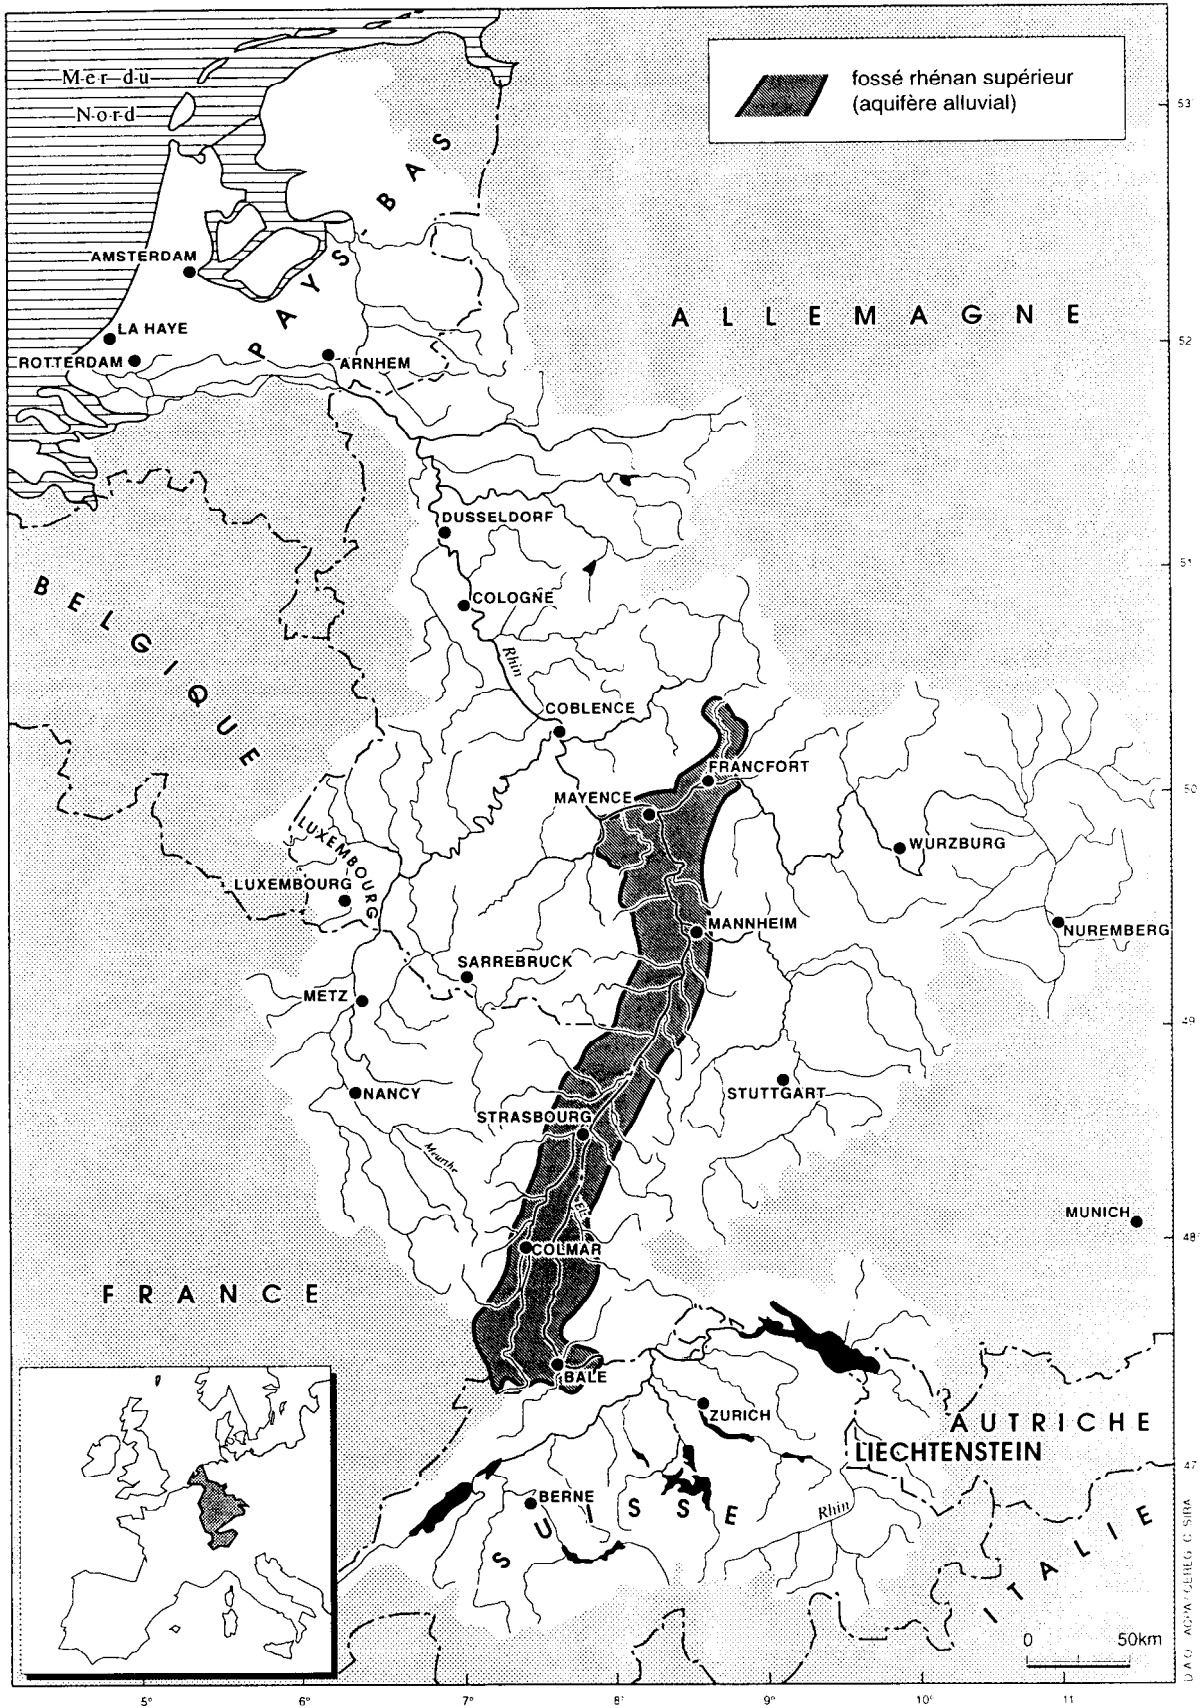 Mer du
Nord
fossé rhénan supérieur
(aquifère alluvial)
53
PAYS-BAS
AMSTERDAM
LA HAYE
ROTTERDAM
ARNHEM
ALLEMAGNE
52
DUSSELDORF
51
BELGIQUE
COLOGNE
Rhin
COBLENCE
FRANCFORT
MAYENCE
50
LUXEMBOURG
WURZBURG
LUXEMBOURG
MANNHEIM
NUREMBERG
SARREBRUCK
METZ
49
NANCY
STUTTGART
STRASBOURG
Meurthe
Elz
MUNICH
COLMAR
48
FRANCE
BALE
ZURICH
AUTRICHE
LIECHTENSTEIN
47
BERNE
SUISSE
Rhin
ITALIE
0 50km
5° 6° 7° 8° 9° 10° 11